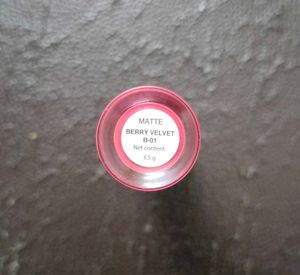 MATTE
BERRY VELVET
B-01
Net content:
3.5 g